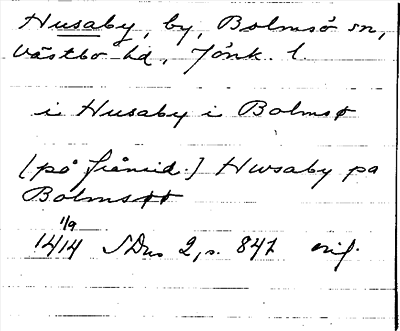 Husaby, by, Bolmsö sn,
Västbo hd, Jönk. l.
i Husaby i Bolmsø
[på frånsid.] Husaby pa
Bolmsøø
1/9
1414 SDns 2, s. 847 orig.